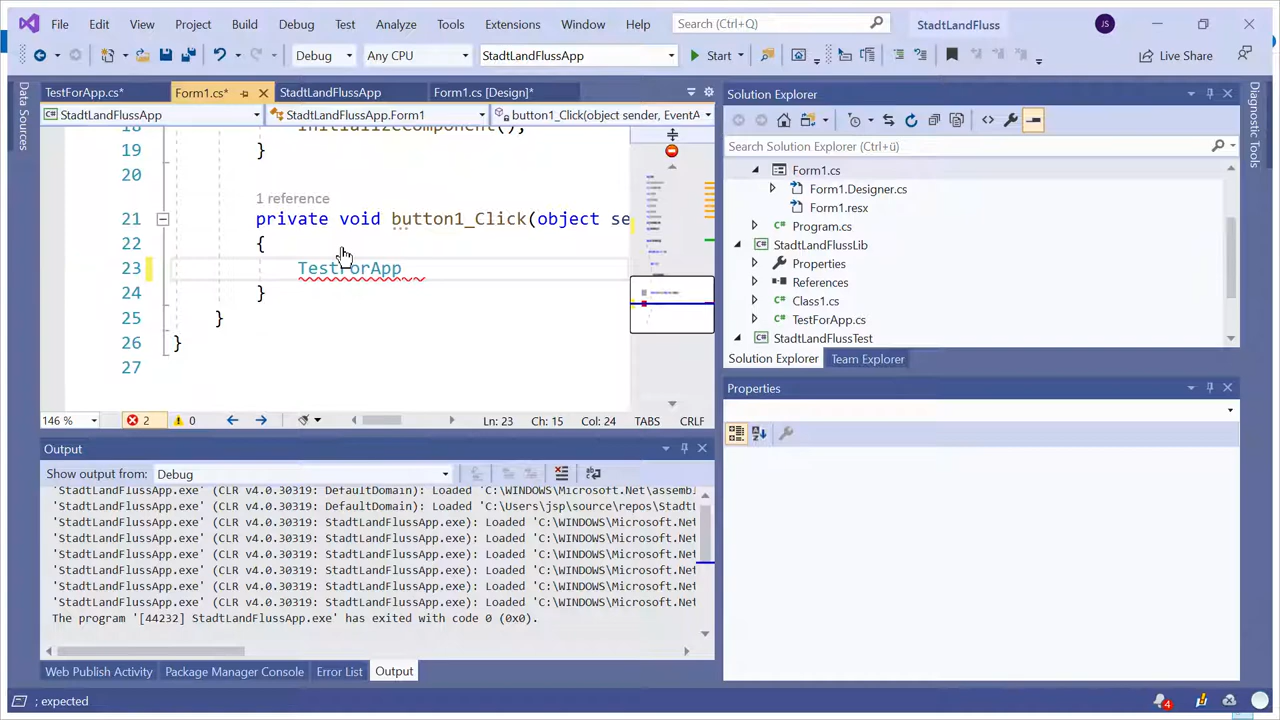 File Edit View Project Build Debug Test Analyze Tools Extensions Window Help Search (Ctrl+Q) StadtLandFluss JS
Debug Any CPU StadtLandFlussApp Start Live Share
TestForApp.cs* Form1.cs* StadtLandFlussApp Form1.cs [Design]*
StadtLandFlussApp StadtLandFlussApp.Form1 button1_Click(object sender, EventA
Data Sources
18 InitializeComponent();
19 }
20
1 reference
21 private void button1_Click(object se
22 {
23 TestForApp
24 }
25 }
26 }
27
146 % 2 0 Ln: 23 Ch: 15 Col: 24 TABS CRLF
Output
Show output from: Debug
'StadtLandFlussApp.exe' (CLR v4.0.30319: DefaultDomain): Loaded 'C:\WINDOWS\Microsoft.Net\assembl
'StadtLandFlussApp.exe' (CLR v4.0.30319: DefaultDomain): Loaded 'C:\Users\jsp\source\repos\StadtL
'StadtLandFlussApp.exe' (CLR v4.0.30319: StadtLandFlussApp.exe): Loaded 'C:\WINDOWS\Microsoft.Net
'StadtLandFlussApp.exe' (CLR v4.0.30319: StadtLandFlussApp.exe): Loaded 'C:\WINDOWS\Microsoft.Net
'StadtLandFlussApp.exe' (CLR v4.0.30319: StadtLandFlussApp.exe): Loaded 'C:\WINDOWS\Microsoft.Net
'StadtLandFlussApp.exe' (CLR v4.0.30319: StadtLandFlussApp.exe): Loaded 'C:\WINDOWS\Microsoft.Net
'StadtLandFlussApp.exe' (CLR v4.0.30319: StadtLandFlussApp.exe): Loaded 'C:\WINDOWS\Microsoft.Net
'StadtLandFlussApp.exe' (CLR v4.0.30319: StadtLandFlussApp.exe): Loaded 'C:\WINDOWS\Microsoft.Net
The program '[44232] StadtLandFlussApp.exe' has exited with code 0 (0x0).
Web Publish Activity Package Manager Console Error List Output
Solution Explorer
Search Solution Explorer (Ctrl+ü)
Form1.cs
Form1.Designer.cs
Form1.resx
Program.cs
StadtLandFlussLib
Properties
References
Class1.cs
TestForApp.cs
StadtLandFlussTest
Solution Explorer Team Explorer
Properties
Diagnostic Tools
; expected 4